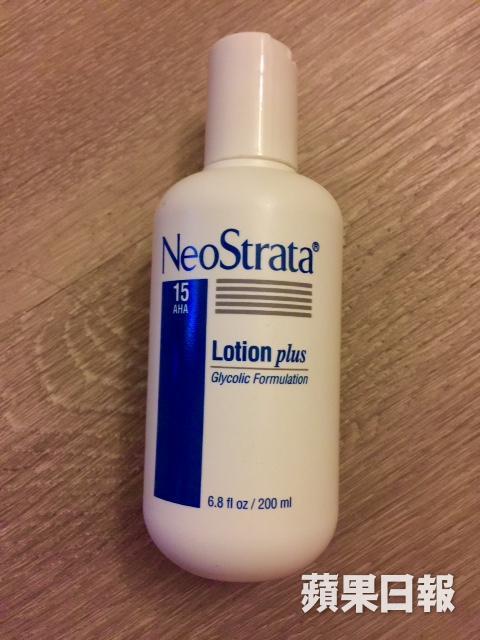 NeoStrata®
15
AHA
Lotion plus
Glycolic Formulation
6.8 fl oz / 200 ml
蘋果日報